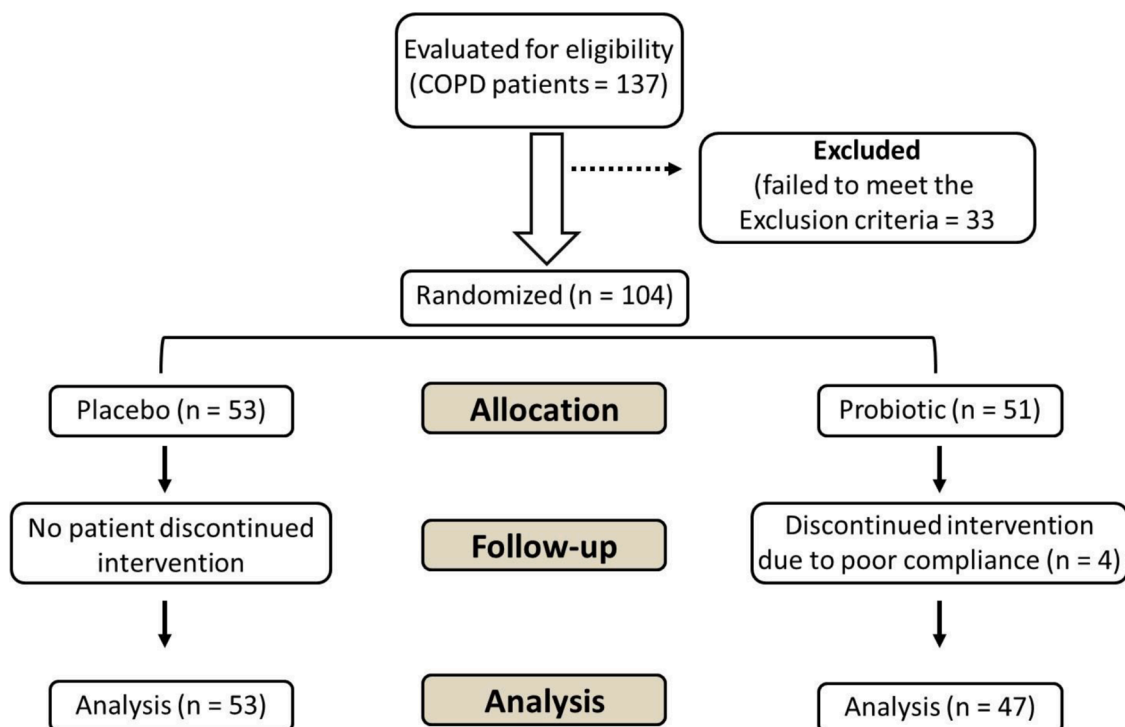 Evaluated for eligibility
(COPD patients = 137)
Excluded
(failed to meet the
Exclusion criteria = 33
Randomized (n = 104)
Placebo (n = 53)
Allocation
Probiotic (n = 51)
No patient discontinued
intervention
Follow-up
Discontinued intervention
due to poor compliance (n = 4)
Analysis (n = 53)
Analysis
Analysis (n = 47)